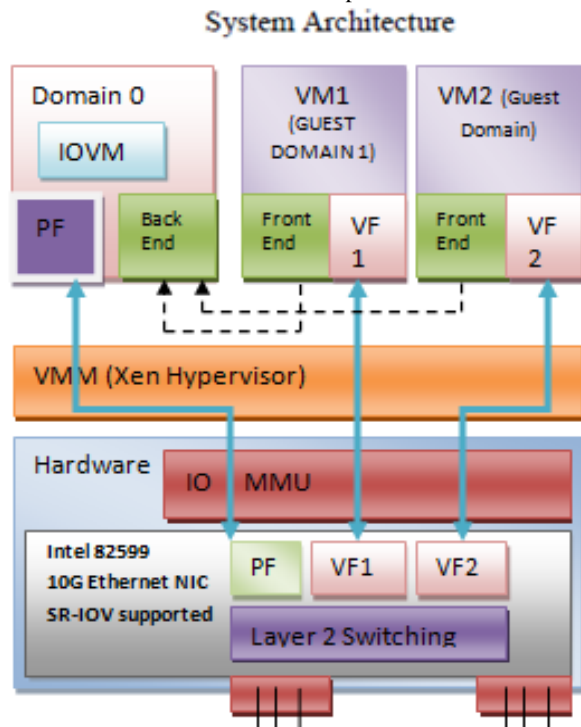 System Architecture
Domain 0
IOVM
PF
Back
End
VM1
(GUEST
DOMAIN 1)
Front
End
VF
1
VM2 (Guest
Domain)
Front
End
VF
2
VMM (Xen Hypervisor)
Hardware
IO MMU
Intel 82599
10G Ethernet NIC
SR-IOV supported
PF
VF1
VF2
Layer 2 Switching